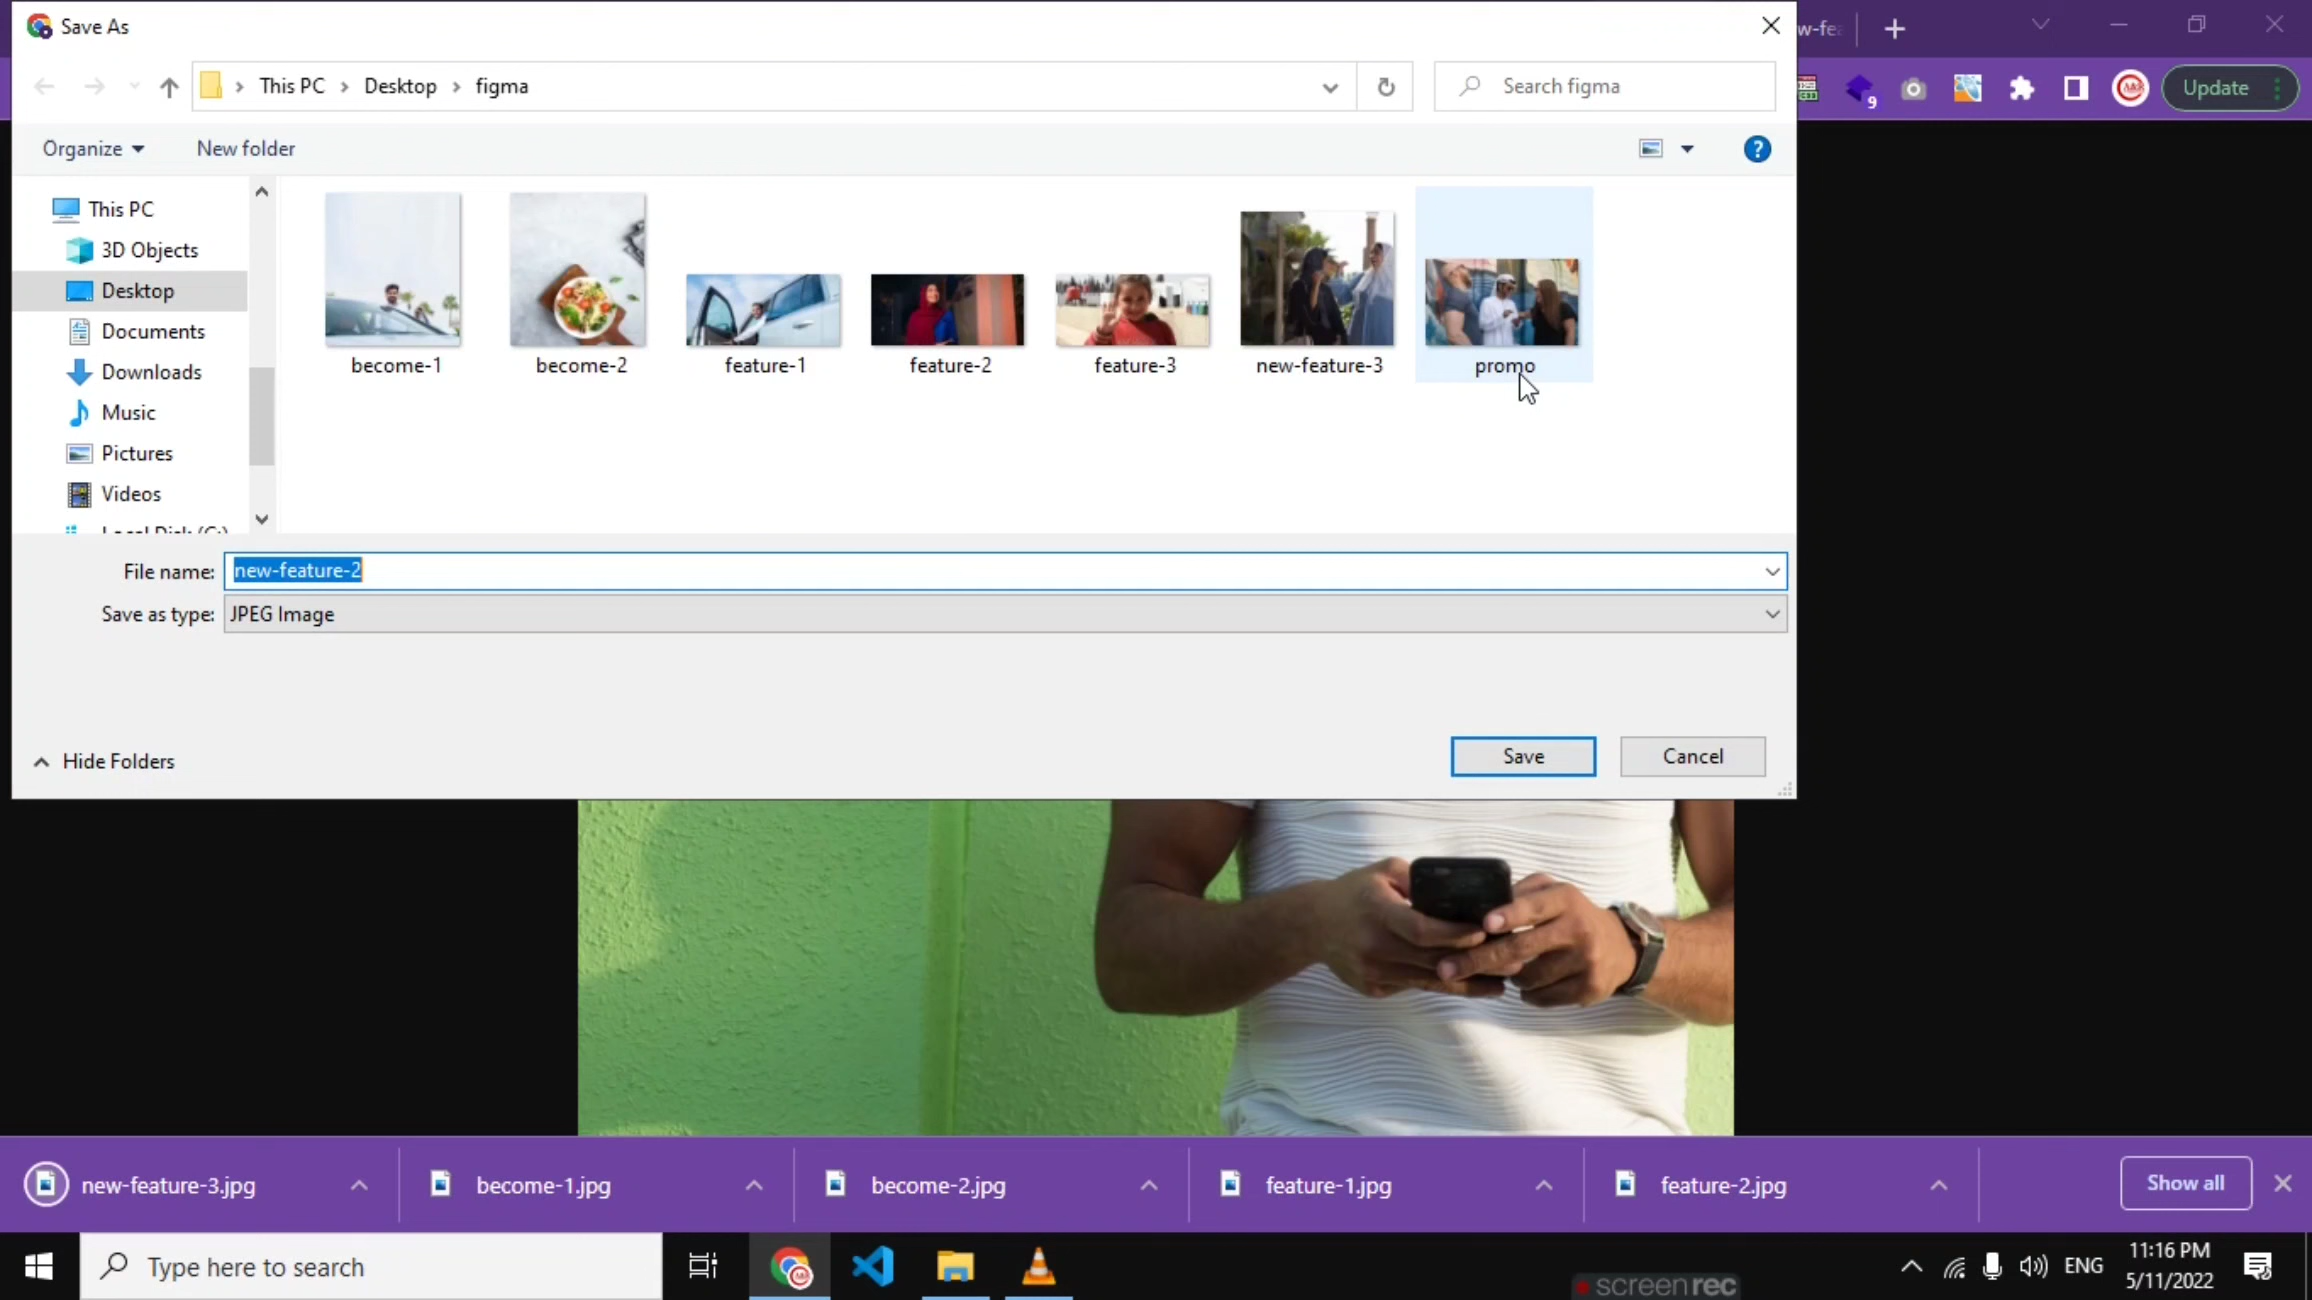 Save As
w-fea
This PC
Desktop
figma
Search figma
9
Update
Organize
New folder
This PC
3D Objects
Desktop
Documents
Downloads
Music
Pictures
Videos
Local Disk (C:)
become-1
become-2
feature-1
feature-2
feature-3
new-feature-3
promo
File name:
new-feature-2
Save as type:
JPEG Image
Hide Folders
Save
Cancel
new-feature-3.jpg
become-1.jpg
become-2.jpg
feature-1.jpg
feature-2.jpg
Show all
Type here to search
ENG
11:16 PM
5/11/2022
screenrec